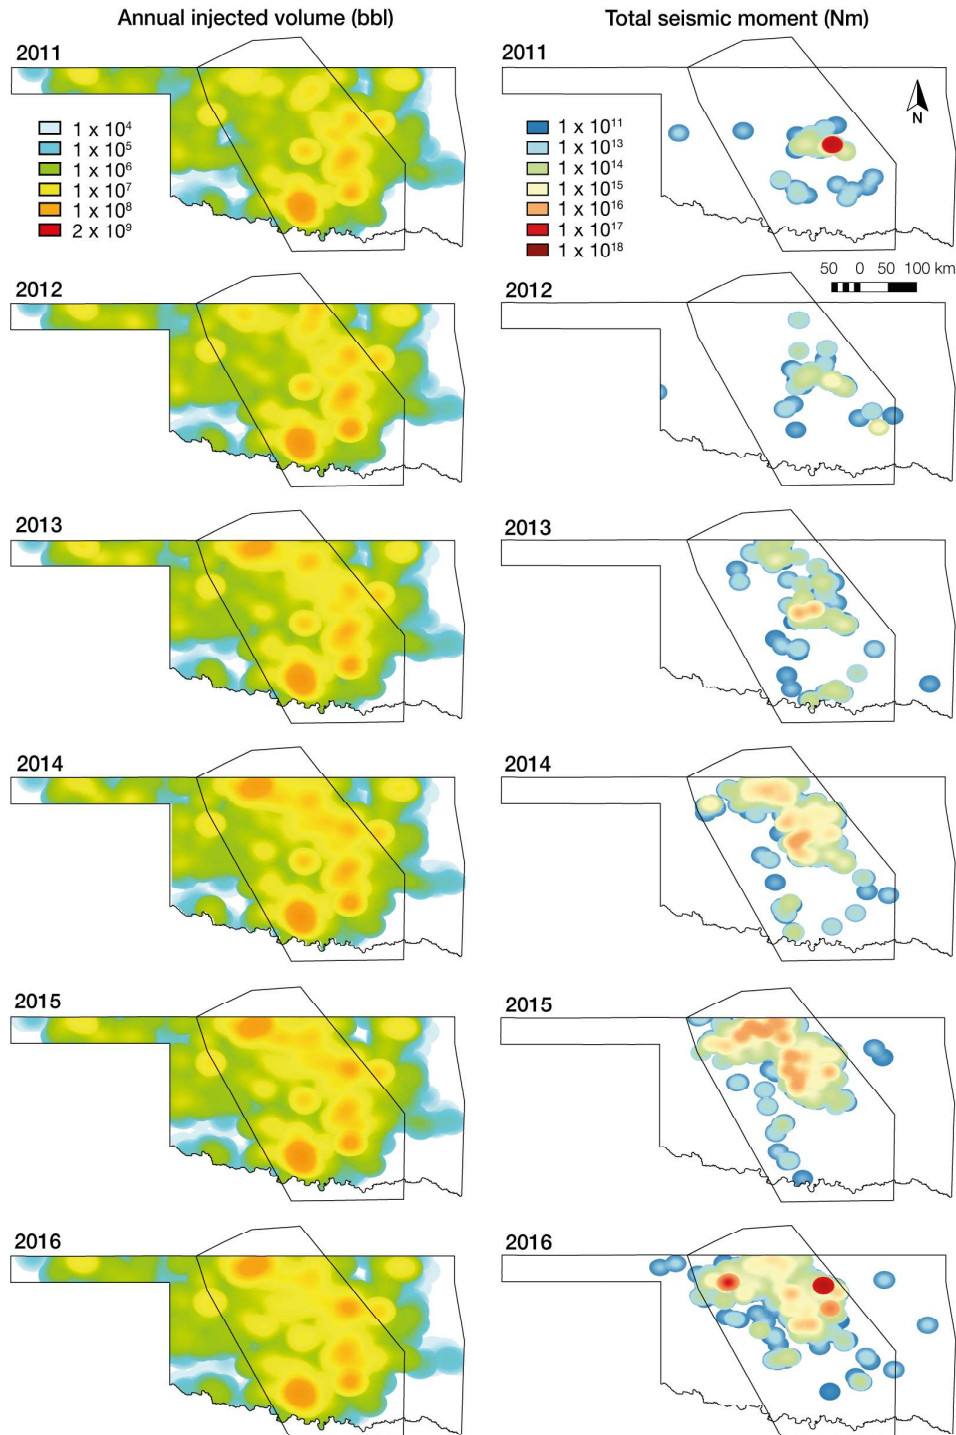 Annual injected volume (bbl)
Total seismic moment (Nm)
2011
2011
1 x 10⁴
1 x 10⁵
1 x 10⁶
1 x 10⁷
1 x 10⁸
2 x 10⁹
1 x 10¹¹
1 x 10¹³
1 x 10¹⁴
1 x 10¹⁵
1 x 10¹⁶
1 x 10¹⁷
1 x 10¹⁸
N
50 0 50 100 km
2012
2012
2013
2013
2014
2014
2015
2015
2016
2016